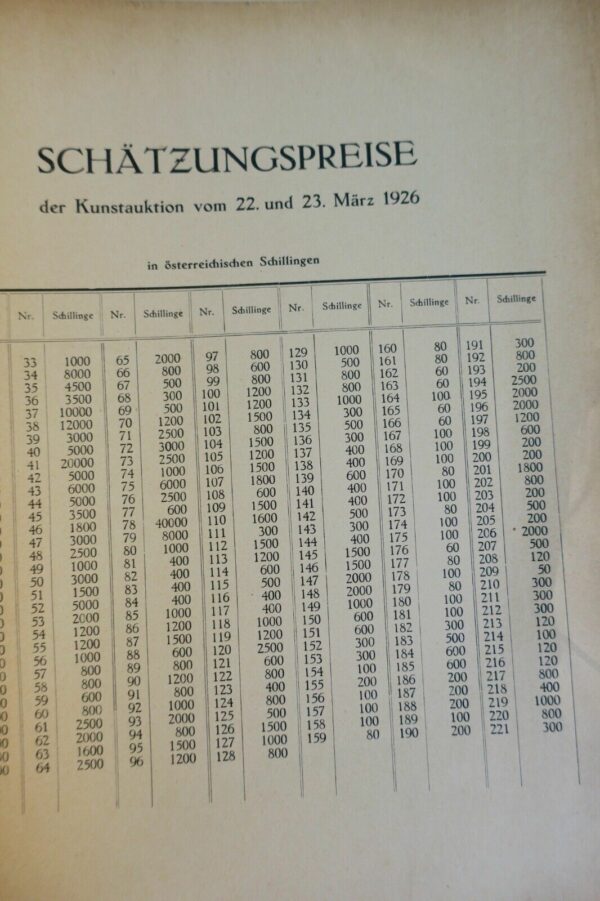 SCHÄTZUNGSPREISE
der Kunstauktion vom 22. und 23. März 1926
in österreichischen Schillingen
Nr. Schillinge Nr. Schillinge Nr. Schillinge Nr. Schillinge Nr. Schillinge Nr. Schillinge
33 1000 65 2000 97 800 129 1000 160 80 191 300
34 8000 66 800 98 600 130 500 161 80 192 800
35 4500 67 500 99 800 131 800 162 60 193 200
36 3500 68 300 100 1200 132 800 163 60 194 2500
37 10000 69 500 101 1200 133 1000 164 100 195 2000
38 12000 70 1200 102 1500 134 300 165 60 196 2000
39 3000 71 2500 103 800 135 500 166 60 197 1200
40 5000 72 3000 104 1500 136 300 167 100 198 600
41 20000 73 2500 105 1200 137 400 168 100 199 200
42 5000 74 1000 106 1500 138 400 169 100 200 200
43 6000 75 6000 107 1800 139 600 170 80 201 1800
44 5000 76 2500 108 600 140 400 171 100 202 800
45 3500 77 600 109 1500 141 400 172 100 203 200
46 1800 78 40000 110 1600 142 500 173 80 204 500
47 3000 79 8000 111 300 143 300 174 100 205 200
48 2500 80 1000 112 1500 144 400 175 100 206 2000
49 1000 81 400 113 1200 145 1500 176 60 207 500
50 3000 82 400 114 600 146 1500 177 80 208 120
51 1500 83 400 115 500 147 2000 178 100 209 50
52 5000 84 400 116 400 148 2000 179 80 210 300
53 2000 85 1000 117 400 149 1000 180 100 211 300
54 1200 86 1200 118 1000 150 600 181 100 212 300
55 1200 87 1500 119 1200 151 600 182 300 213 120
56 1000 88 600 120 2500 152 300 183 500 214 100
57 800 89 800 121 600 153 300 184 600 215 120
58 800 90 1200 122 800 154 100 185 600 216 120
59 600 91 800 123 400 155 200 186 200 217 800
60 800 92 1000 124 800 156 100 187 200 218 400
61 2500 93 2000 125 500 157 100 188 200 219 1000
62 2000 94 800 126 1500 158 100 189 100 220 800
63 1600 95 1500 127 1000 159 80 190 200 221 300
64 2500 96 1200 128 800